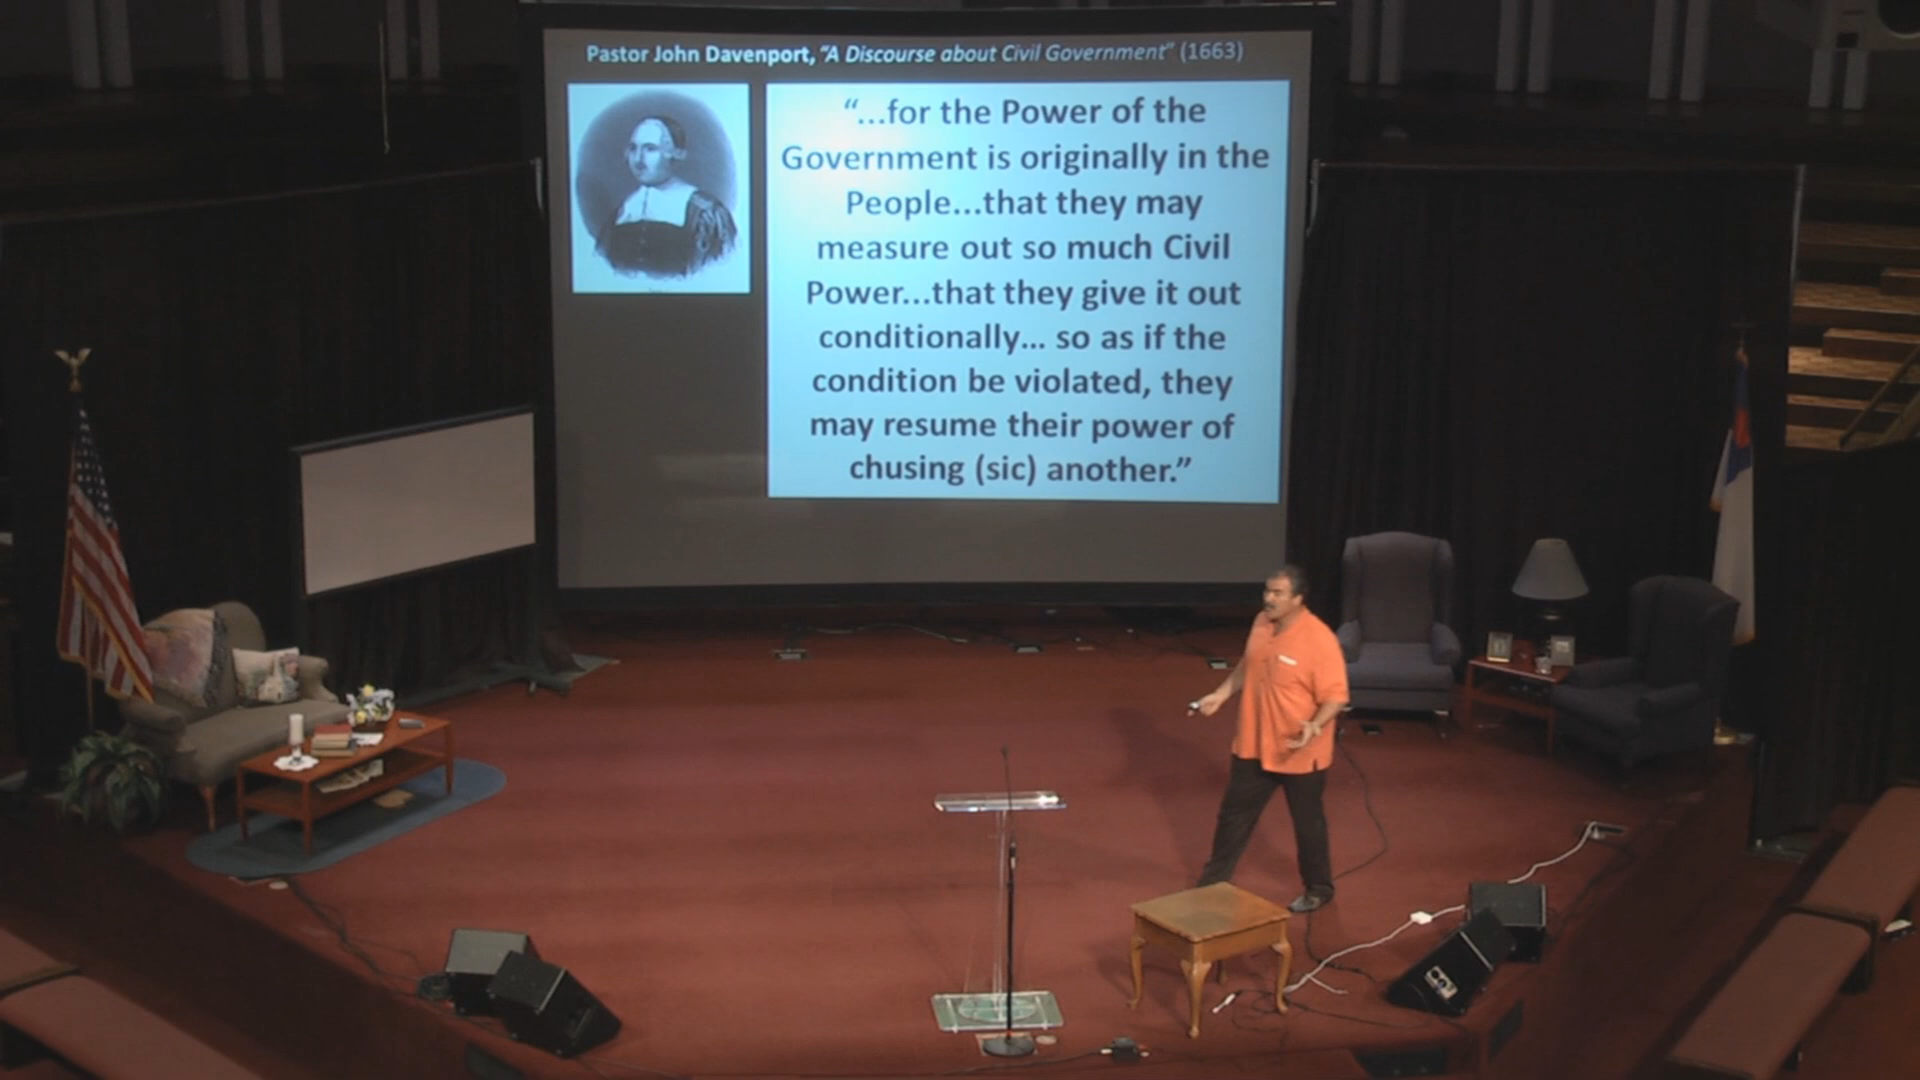 Pastor John Davenport, "A Discourse about Civil Government" (1663)
"...for the Power of the
Government is originally in the
People...that they may
measure out so much Civil
Power...that they give it out
conditionally... so as if the
condition be violated, they
may resume their power of
chusing (sic) another."